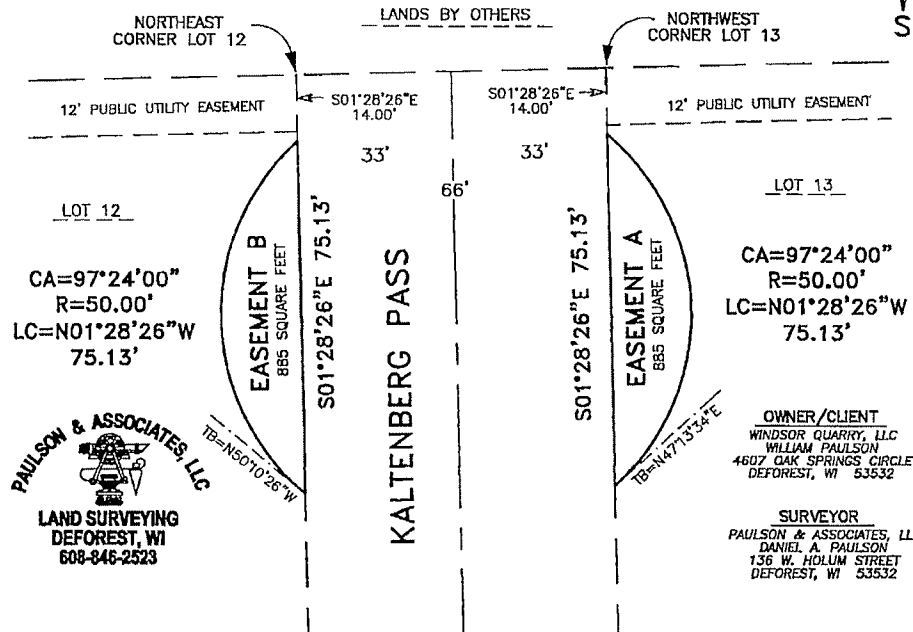 LANDS BY OTHERS
NORTHEAST
CORNER LOT 12
NORTHWEST
CORNER LOT 13
S
12' PUBLIC UTILITY EASEMENT
S01°28'26"E
14.00'
S01°28'26"E
14.00'
12' PUBLIC UTILITY EASEMENT
33'
33'
66'
LOT 12
LOT 13
CA=97°24'00"
R=50.00'
LC=N01°28'26"W
75.13'
EASEMENT B
885 SQUARE FEET
S01°28'26"E 75.13'
KALTENBERG PASS
S01°28'26"E 75.13'
EASEMENT A
885 SQUARE FEET
CA=97°24'00"
R=50.00'
LC=N01°28'26"W
75.13'
TB=N50°10'26"W
TB=N47°13'34"E
PAULSON & ASSOCIATES, LLC
LAND SURVEYING
DEFOREST, WI
608-846-2523
OWNER/CLIENT
WINDSOR QUARRY, LLC
WILLIAM PAULSON
4607 OAK SPRINGS CIRCLE
DEFOREST, WI 53532
SURVEYOR
PAULSON & ASSOCIATES, LL
DANIEL A. PAULSON
136 W. HOLUM STREET
DEFOREST, WI 53532